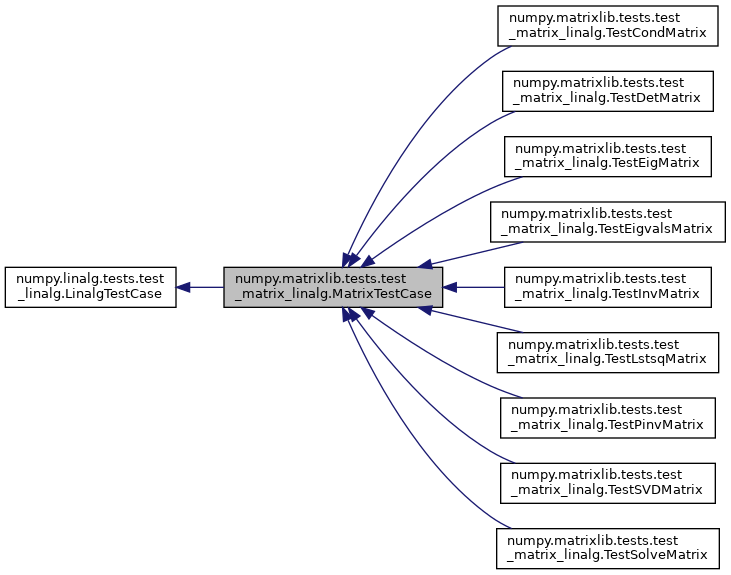 numpy.matrixlib.tests.test
_matrix_linalg.TestCondMatrix
numpy.matrixlib.tests.test
_matrix_linalg.TestDetMatrix
numpy.matrixlib.tests.test
_matrix_linalg.TestEigMatrix
numpy.matrixlib.tests.test
_matrix_linalg.TestEigvalsMatrix
numpy.linalg.tests.test
_linalg.LinalgTestCase
numpy.matrixlib.tests.test
_matrix_linalg.MatrixTestCase
numpy.matrixlib.tests.test
_matrix_linalg.TestInvMatrix
numpy.matrixlib.tests.test
_matrix_linalg.TestLstsqMatrix
numpy.matrixlib.tests.test
_matrix_linalg.TestPinvMatrix
numpy.matrixlib.tests.test
_matrix_linalg.TestSVDMatrix
numpy.matrixlib.tests.test
_matrix_linalg.TestSolveMatrix